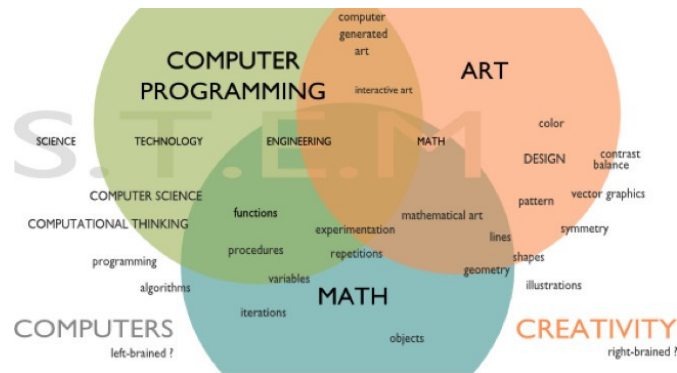 computer
generated
art
COMPUTER
PROGRAMMING
ART
interactive art
color
S.T.E.M
SCIENCE
TECHNOLOGY
ENGINEERING
MATH
DESIGN
contrast
balance
COMPUTER SCIENCE
functions
mathematical art
pattern
vector graphics
COMPUTATIONAL THINKING
experimentation
symmetry
lines
procedures
repetitions
shapes
programming
geometry
variables
algorithms
MATH
illustrations
iterations
COMPUTERS
CREATIVITY
objects
left-brained ?
right-brained ?